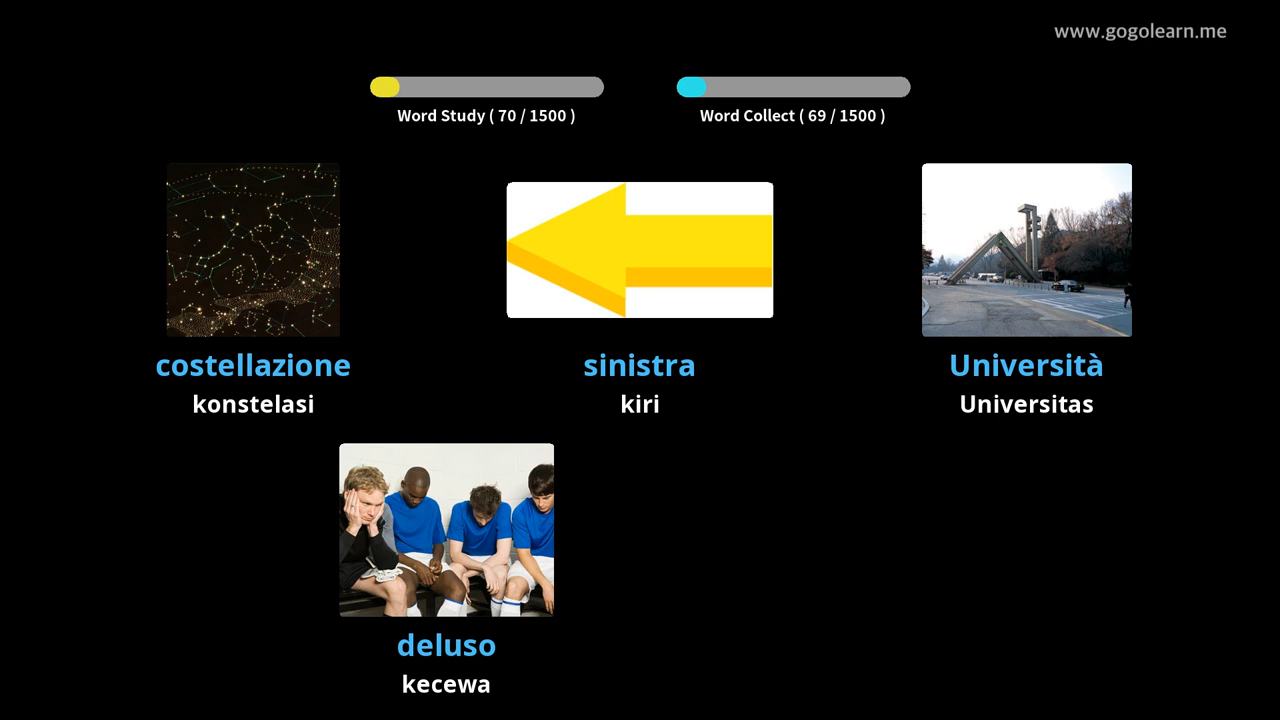 www.gogolearn.me
Word Study ( 70 / 1500 )
Word Collect ( 69 / 1500 )
costellazione
konstelasi
sinistra
kiri
Università
Universitas
deluso
kecewa